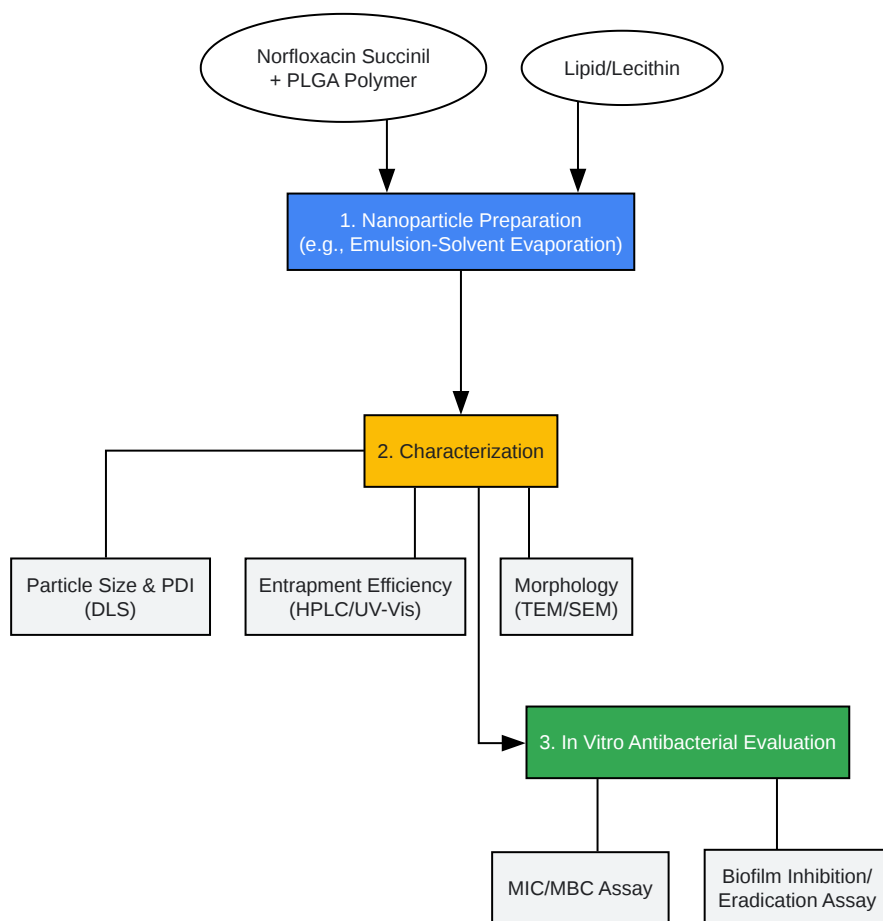 Norfloxacin Succinil
+ PLGA Polymer
Lipid/Lecithin
1. Nanoparticle Preparation
(e.g., Emulsion-Solvent Evaporation)
2. Characterization
Particle Size & PDI
(DLS)
Entrapment Efficiency
(HPLC/UV-Vis)
Morphology
(TEM/SEM)
3. In Vitro Antibacterial Evaluation
MIC/MBC Assay
Biofilm Inhibition/
Eradication Assay